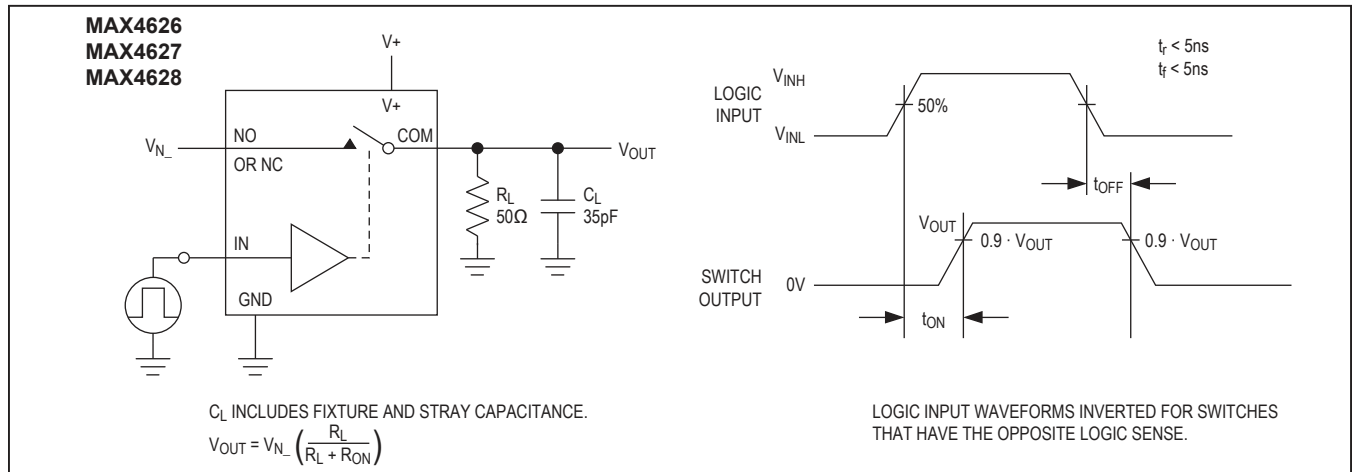 MAX4626
MAX4627
MAX4628
V+
V+
V_N_
NO
OR NC
COM
V_OUT
R_L
50Ω
C_L
35pF
IN
GND
C_L INCLUDES FIXTURE AND STRAY CAPACITANCE.
V_OUT = V_N_ (R_L / (R_L + R_ON))
t_r < 5ns
t_f < 5ns
LOGIC
INPUT
V_INH
V_INL
50%
t_OFF
SWITCH
OUTPUT
V_OUT
0V
0.9 · V_OUT
0.9 · V_OUT
t_ON
LOGIC INPUT WAVEFORMS INVERTED FOR SWITCHES
THAT HAVE THE OPPOSITE LOGIC SENSE.